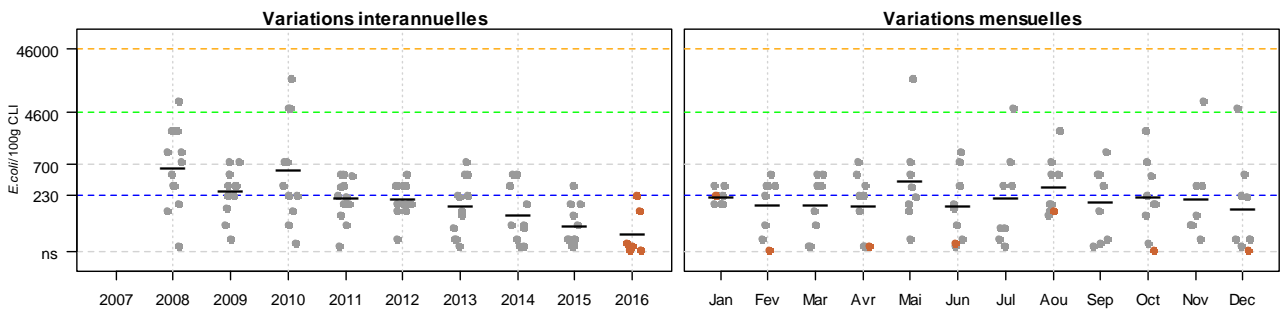 Variations interannuelles
Variations mensuelles
E.coli/100g CLI
46000
4600
700
230
ns
2007 2008 2009 2010 2011 2012 2013 2014 2015 2016
Jan Fev Mar Avr Mai Jun Jul Aou Sep Oct Nov Dec